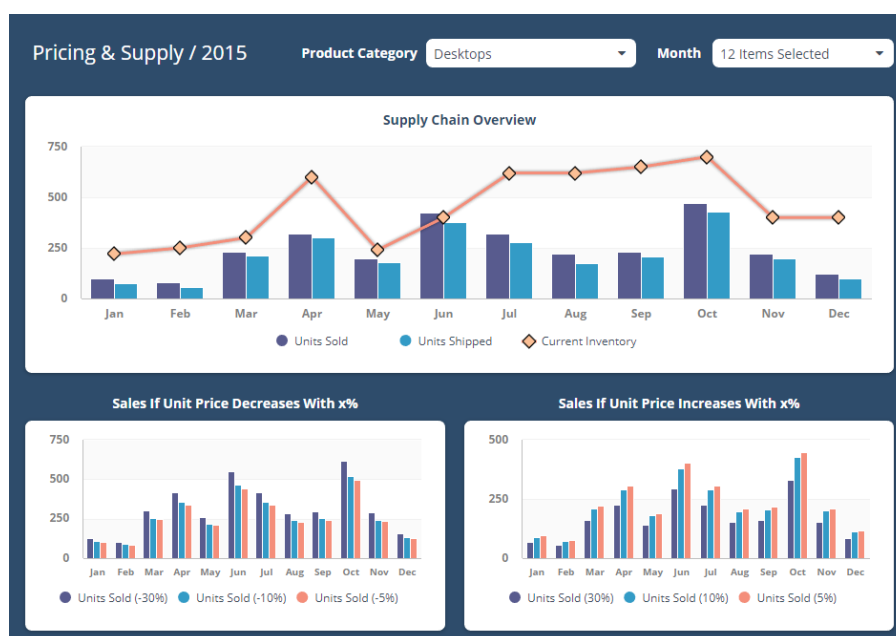 Pricing & Supply / 2015 Product Category Desktops Month 12 Items Selected
Supply Chain Overview
750
500
250
0
Jan Feb Mar Apr May Jun Jul Aug Sep Oct Nov Dec
Units Sold Units Shipped Current Inventory
Sales If Unit Price Decreases With x%
750
500
250
0
Jan Feb Mar Apr May Jun Jul Aug Sep Oct Nov Dec
Units Sold (-30%) Units Sold (-10%) Units Sold (-5%)
Sales If Unit Price Increases With x%
500
250
0
Jan Feb Mar Apr May Jun Jul Aug Sep Oct Nov Dec
Units Sold (30%) Units Sold (10%) Units Sold (5%)